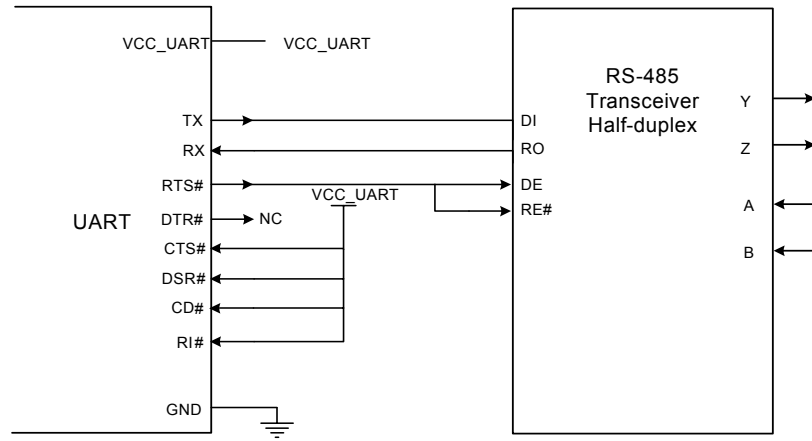 VCC_UART VCC_UART
RS-485
Transceiver
Half-duplex
TX DI Y
RX RO Z
RTS# DE
VCC_UART
DTR# NC RE# A
UART
CTS#
DSR# B
CD#
RI#
GND